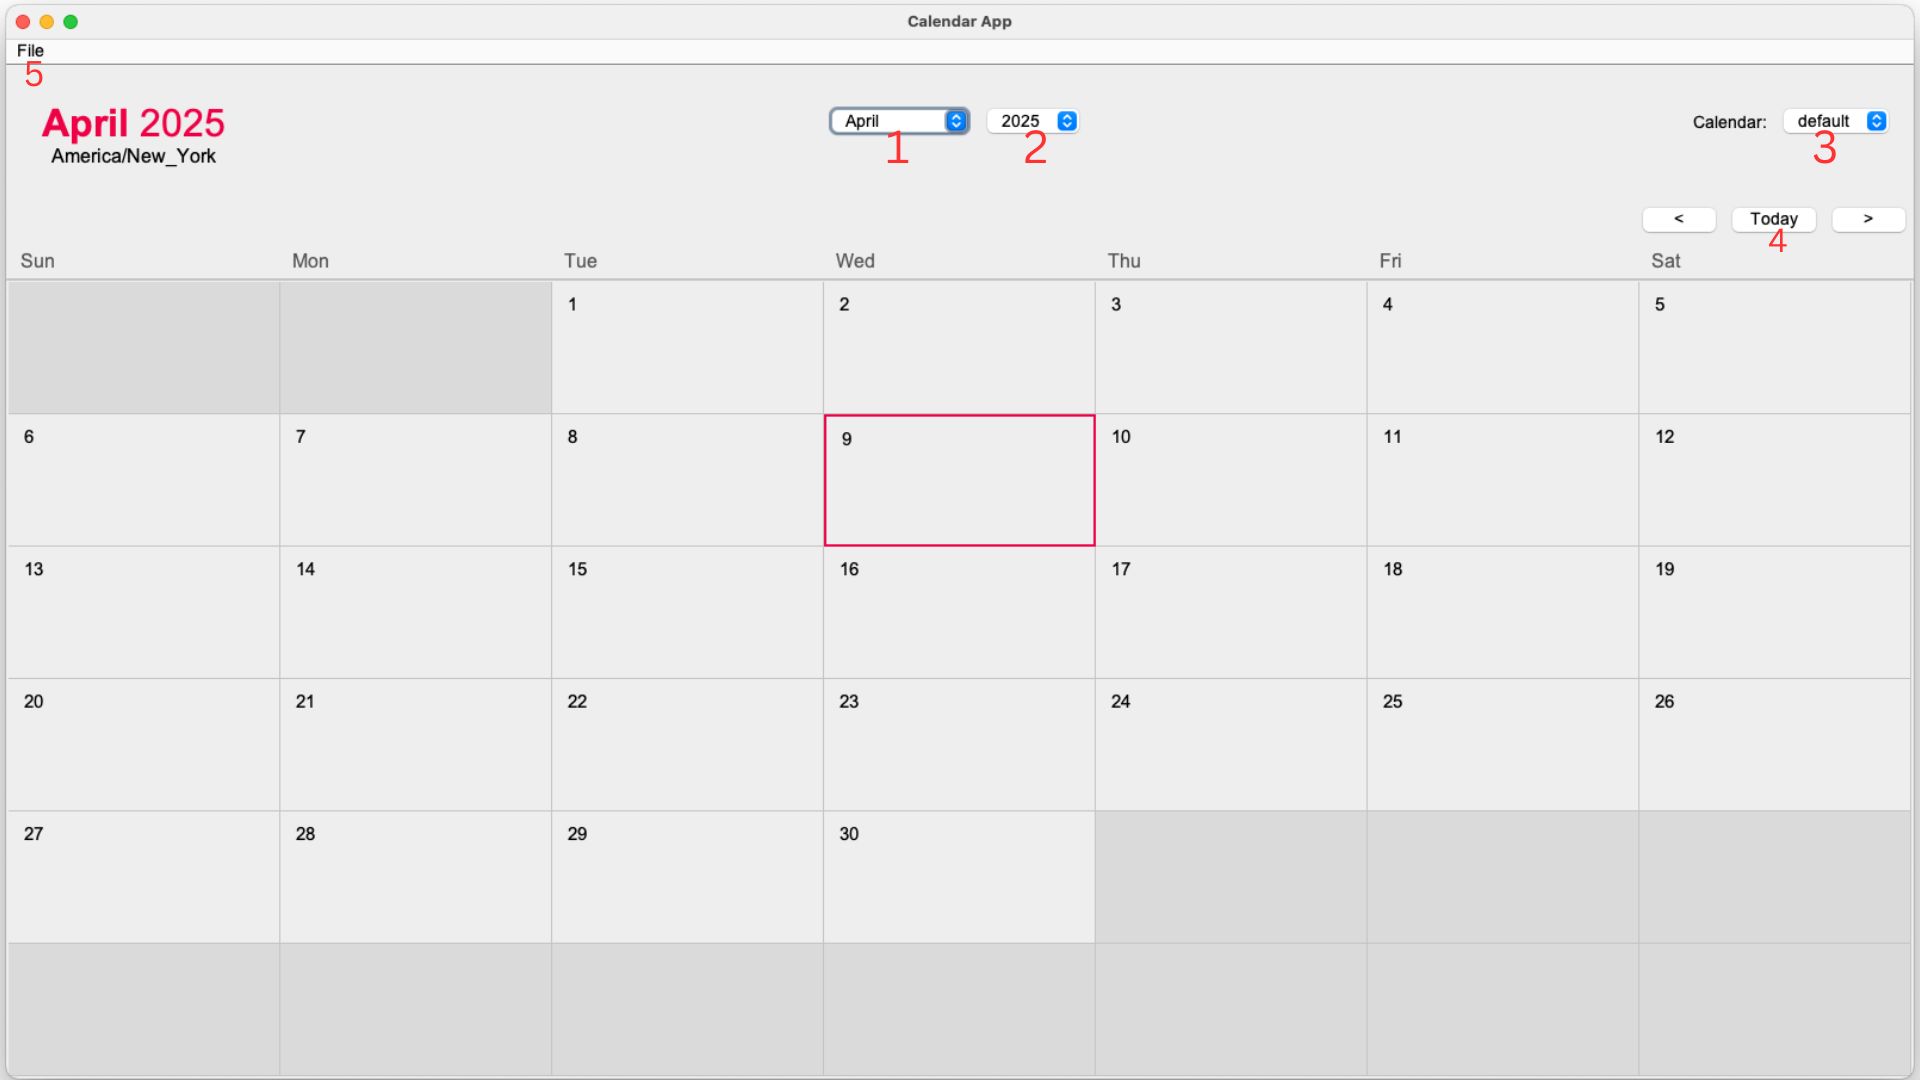 Calendar App
File
5
April 2025
America/New_York
April
1
2025
2
Calendar:
default
3
<
Today
>
4
Sun Mon Tue Wed Thu Fri Sat
1 2 3 4 5
6 7 8 9 10 11 12
13 14 15 16 17 18 19
20 21 22 23 24 25 26
27 28 29 30